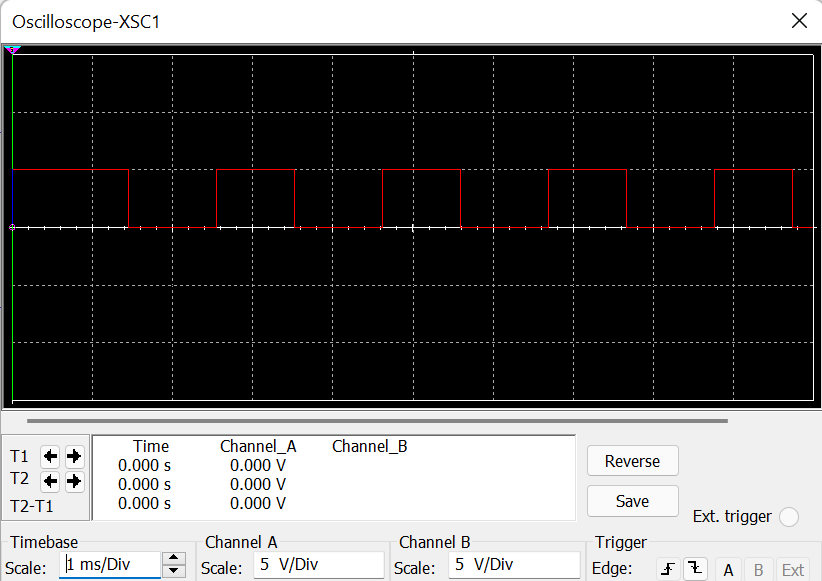 Oscilloscope-XSC1
T1
T2
T2-T1
Time Channel_A Channel_B
0.000 s 0.000 V
0.000 s 0.000 V
0.000 s 0.000 V
Reverse
Save
Ext. trigger
Timebase
Scale: 1 ms/Div
Channel A
Scale: 5 V/Div
Channel B
Scale: 5 V/Div
Trigger
Edge: A B Ext